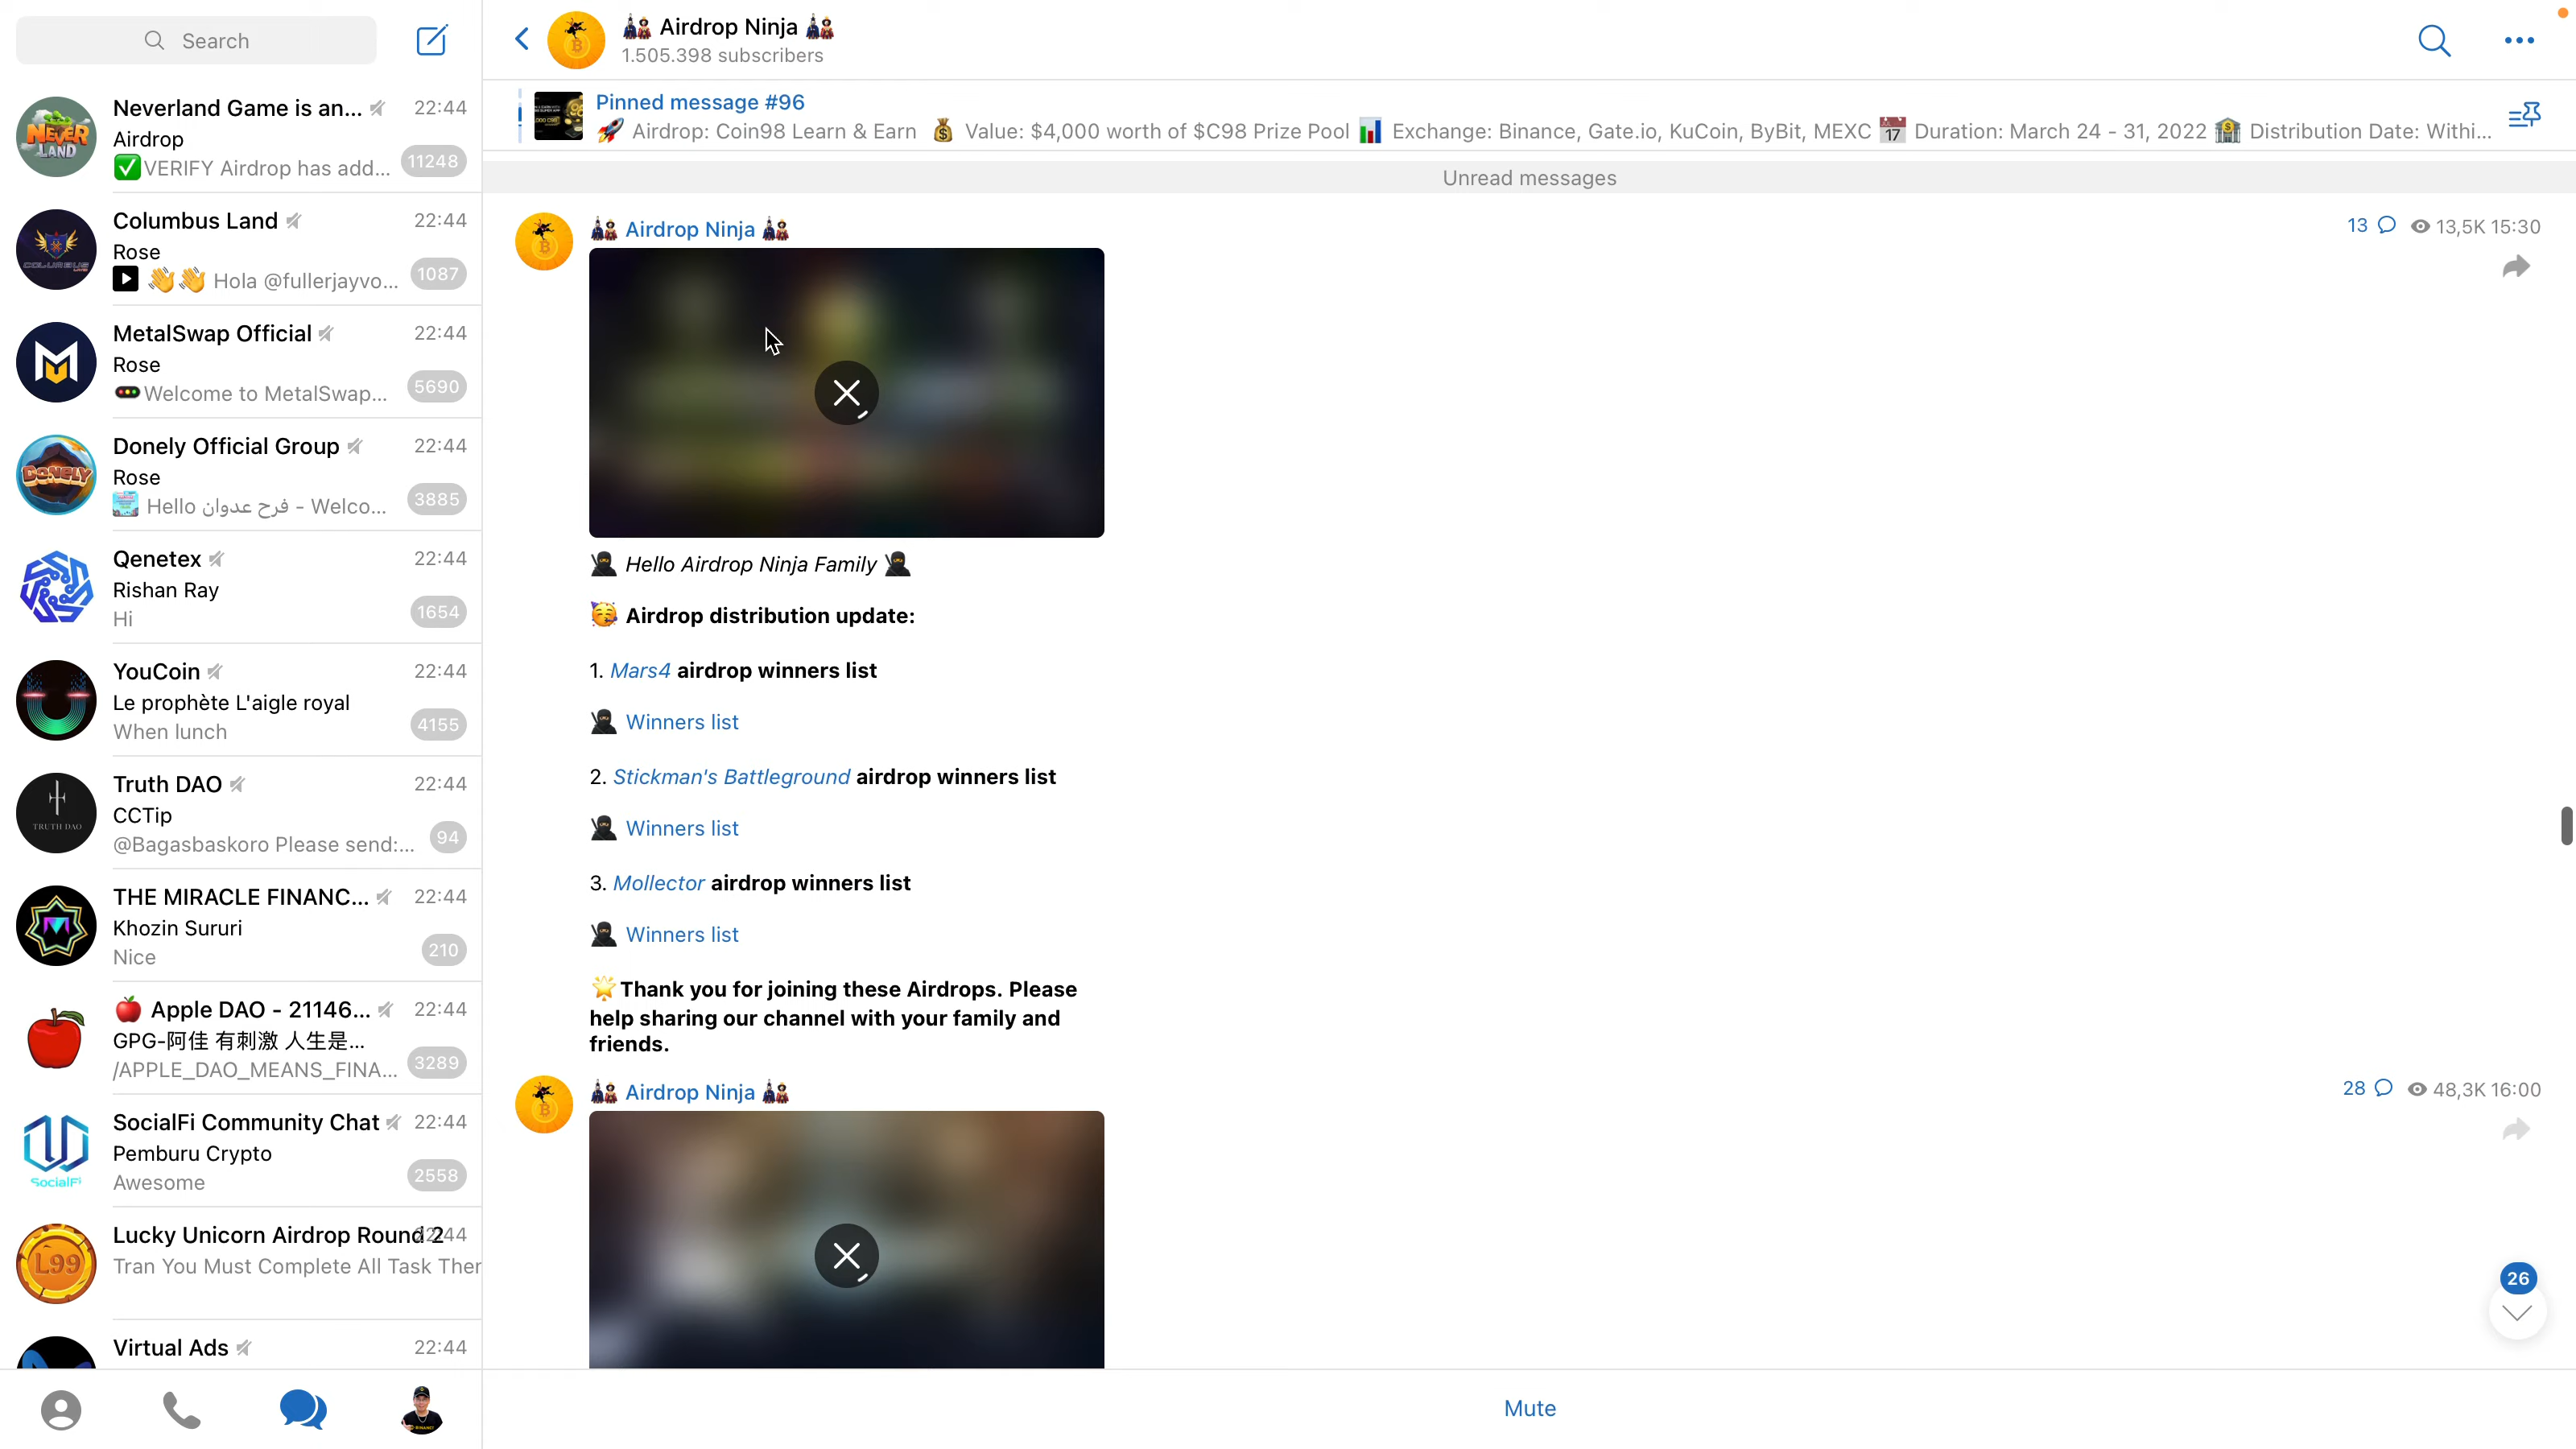 Search
Neverland Game is an... 22:44
Airdrop
✅VERIFY Airdrop has add... 11248
Columbus Land 22:44
Rose
👋👋 Hola @fullerjayvo... 1087
MetalSwap Official 22:44
Rose
🚥Welcome to MetalSwap... 5690
Donely Official Group 22:44
Rose
Hello فرح عدوان - Welco... 3885
Qenetex 22:44
Rishan Ray
Hi 1654
YouCoin 22:44
Le prophète L'aigle royal
When lunch 4155
Truth DAO 22:44
CCTip
@Bagasbaskoro Please send:... 94
THE MIRACLE FINANC... 22:44
Khozin Sururi
Nice 210
🍎 Apple DAO - 21146... 22:44
GPG-阿佳 有刺激 人生是...
/APPLE_DAO_MEANS_FINA... 3289
SocialFi Community Chat 22:44
Pemburu Crypto
Awesome 2558
Lucky Unicorn Airdrop Round 2 22:44
Tran You Must Complete All Task Ther
Virtual Ads 22:44
NEVER
LAND
COLUMBUS
DONELY
TRUTH DAO
SocialFi
L99
🎎 Airdrop Ninja 🎎
1.505.398 subscribers
Pinned message #96
🚀 Airdrop: Coin98 Learn & Earn 💰 Value: $4,000 worth of $C98 Prize Pool 📊 Exchange: Binance, Gate.io, KuCoin, ByBit, MEXC 📅 Duration: March 24 - 31, 2022 🏦 Distribution Date: Withi...
Unread messages
🎎 Airdrop Ninja 🎎 13 13,5K 15:30
🥷 Hello Airdrop Ninja Family 🥷
🥳 Airdrop distribution update:
1. Mars4 airdrop winners list
🥷 Winners list
2. Stickman's Battleground airdrop winners list
🥷 Winners list
3. Mollector airdrop winners list
🥷 Winners list
🌟Thank you for joining these Airdrops. Please
help sharing our channel with your family and
friends.
🎎 Airdrop Ninja 🎎 28 48,3K 16:00
26
Mute